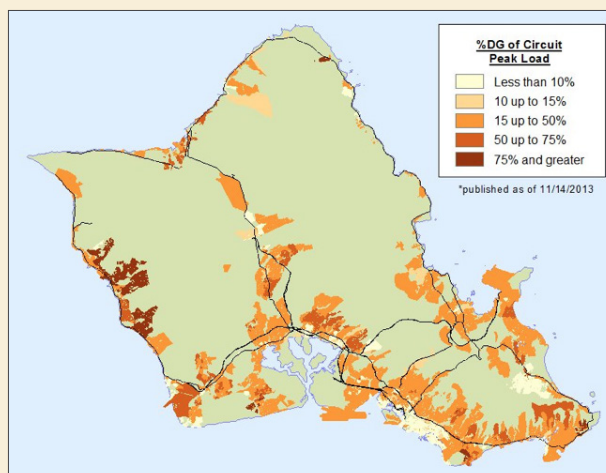 %DG of Circuit
Peak Load
Less than 10%
10 up to 15%
15 up to 50%
50 up to 75%
75% and greater
*published as of 11/14/2013